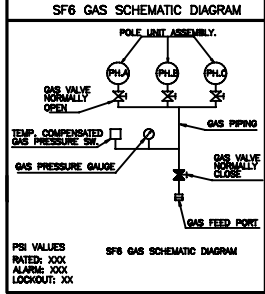 SF6 GAS SCHEMATIC DIAGRAM
POLE UNIT ASSEMBLY.
PH.A
PH.B
PH.C
GAS VALVE
NORMALLY
OPEN
GAS PIPING
TEMP. COMPENSATED
GAS PRESSURE SW.
GAS PRESSURE GAUGE
GAS VALVE
NORMALLY
CLOSE
GAS FEED PORT
PSI VALUES
RATED: XXX
ALARM: XXX
LOCKOUT: XX
SF6 GAS SCHEMATIC DIAGRAM